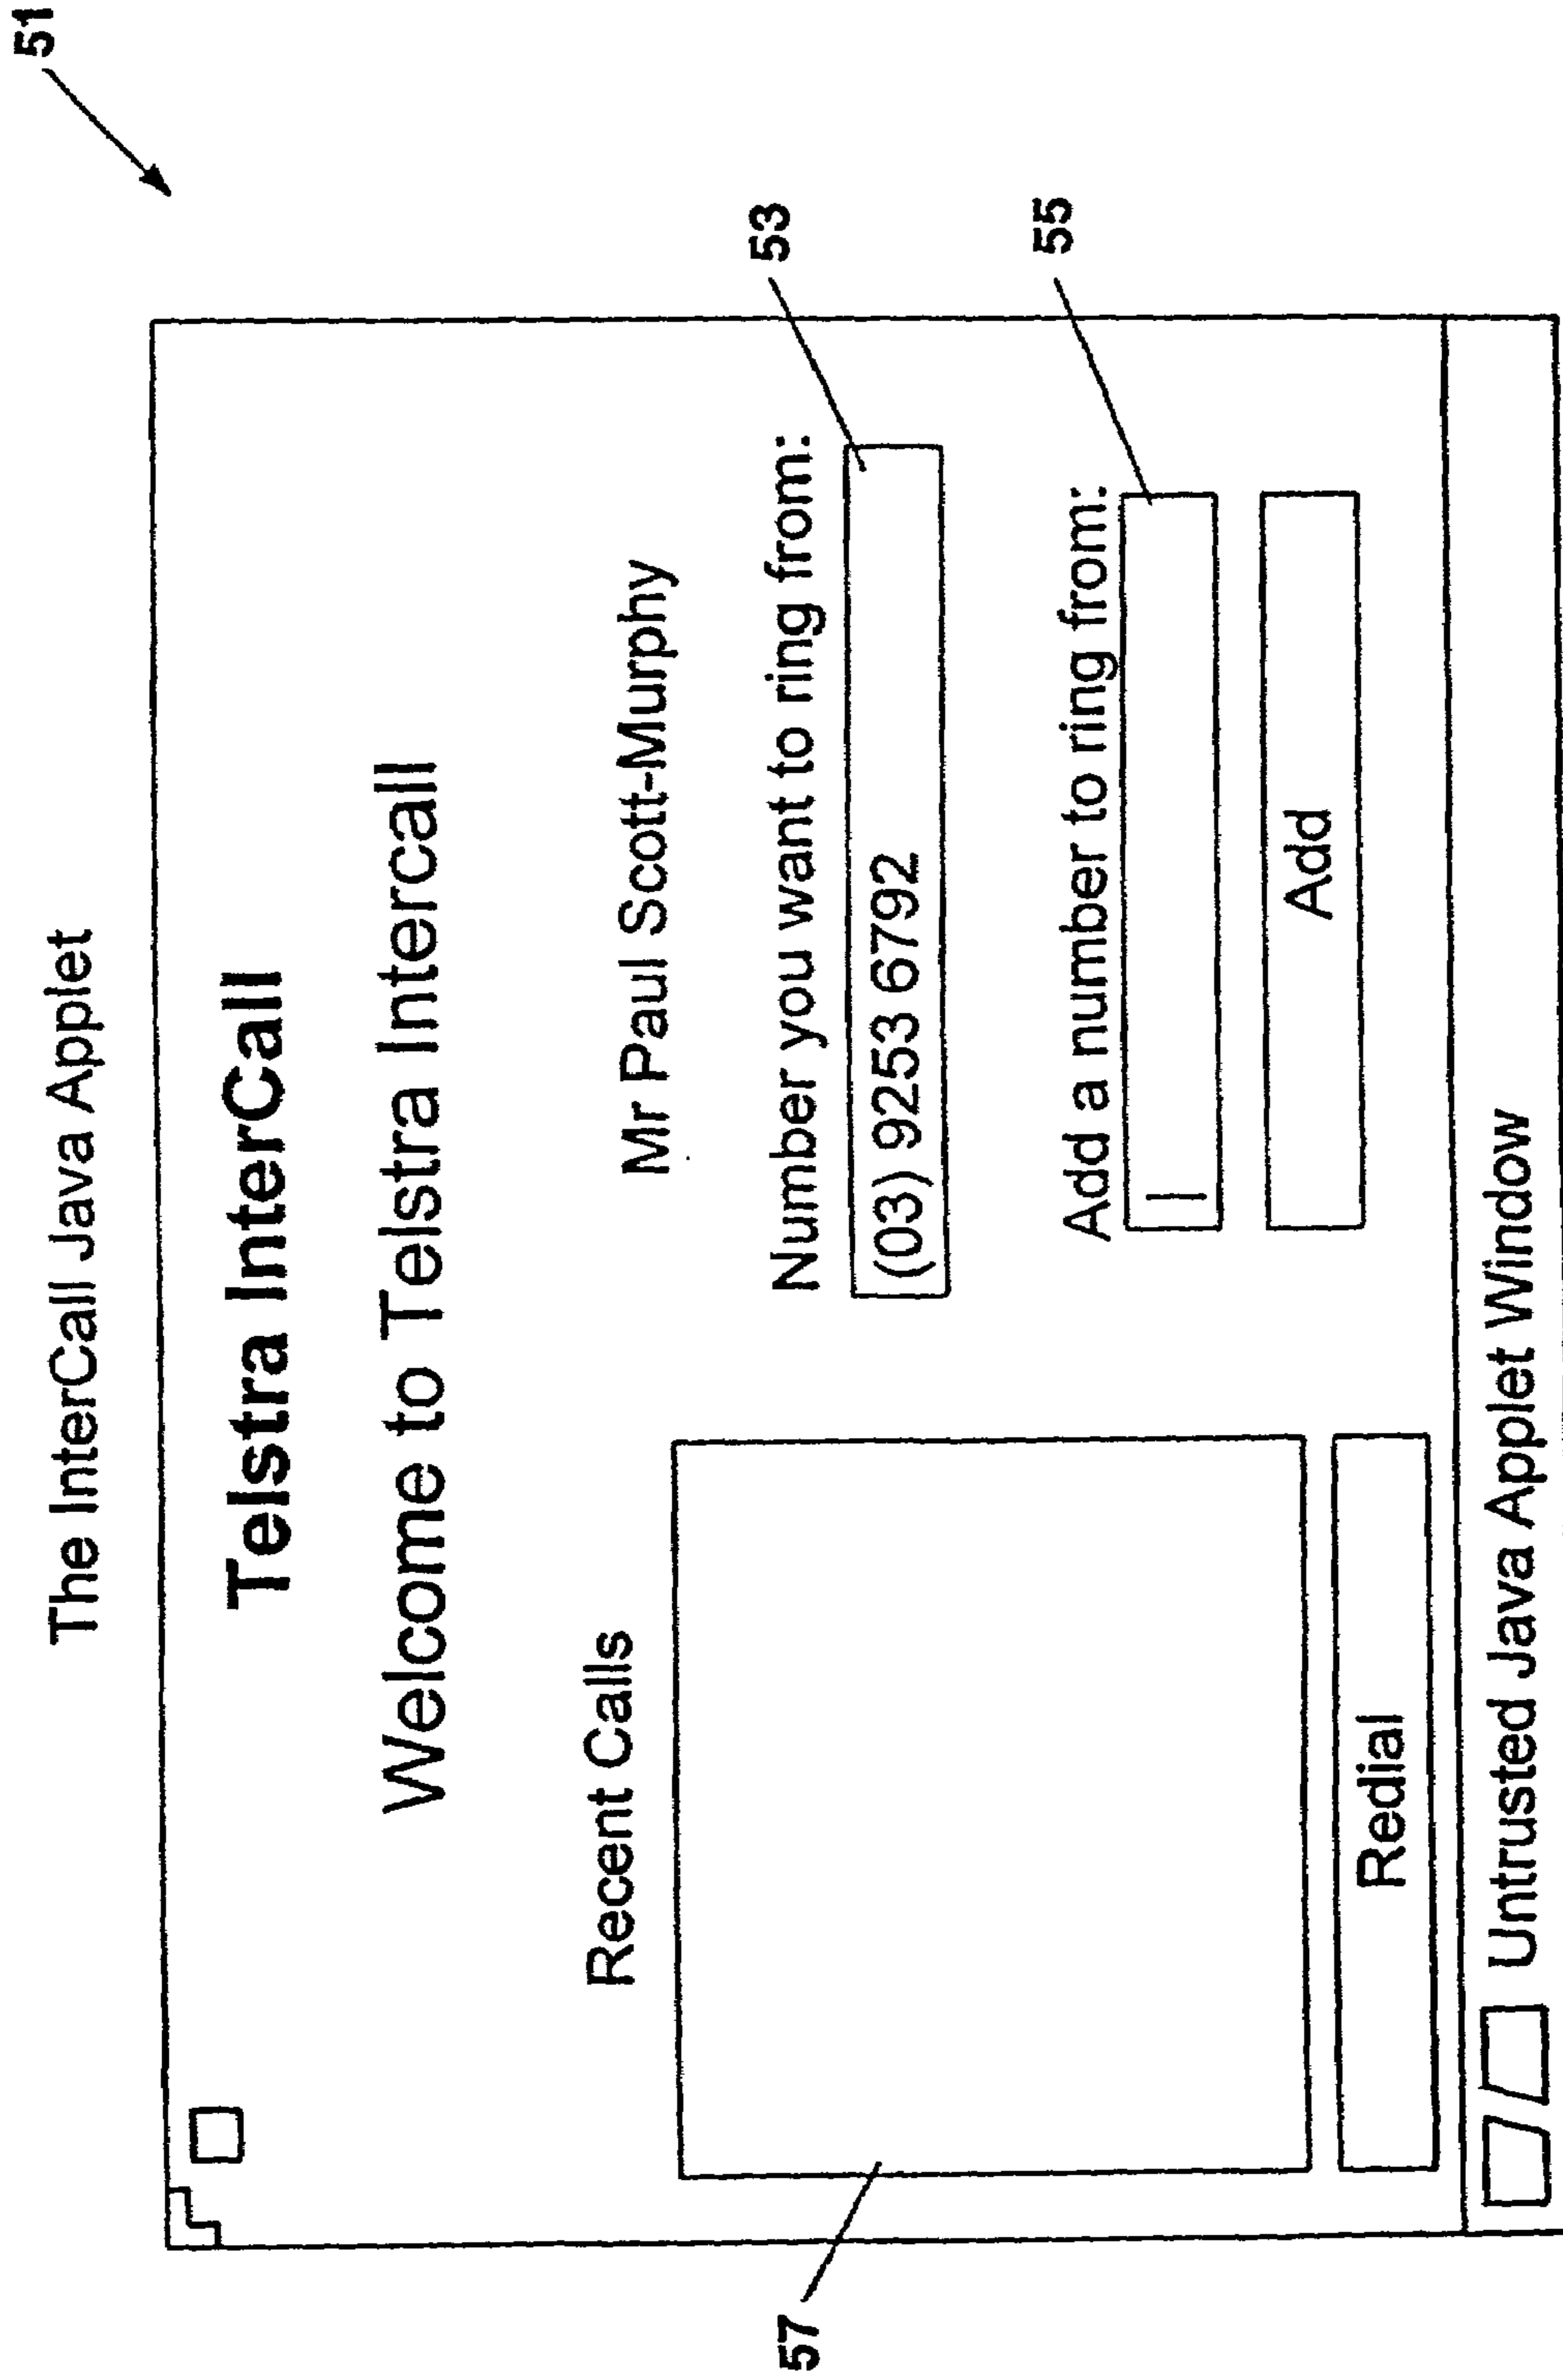 The InterCall Java Applet
51
Telstra InterCall
Welcome to Telstra Intercall
Recent Calls
57
Redial
Mr Paul Scott-Murphy
Number you want to ring from:
53
(03) 9253 6792
Add a number to ring from:
55
Add
Untrusted Java Applet Window